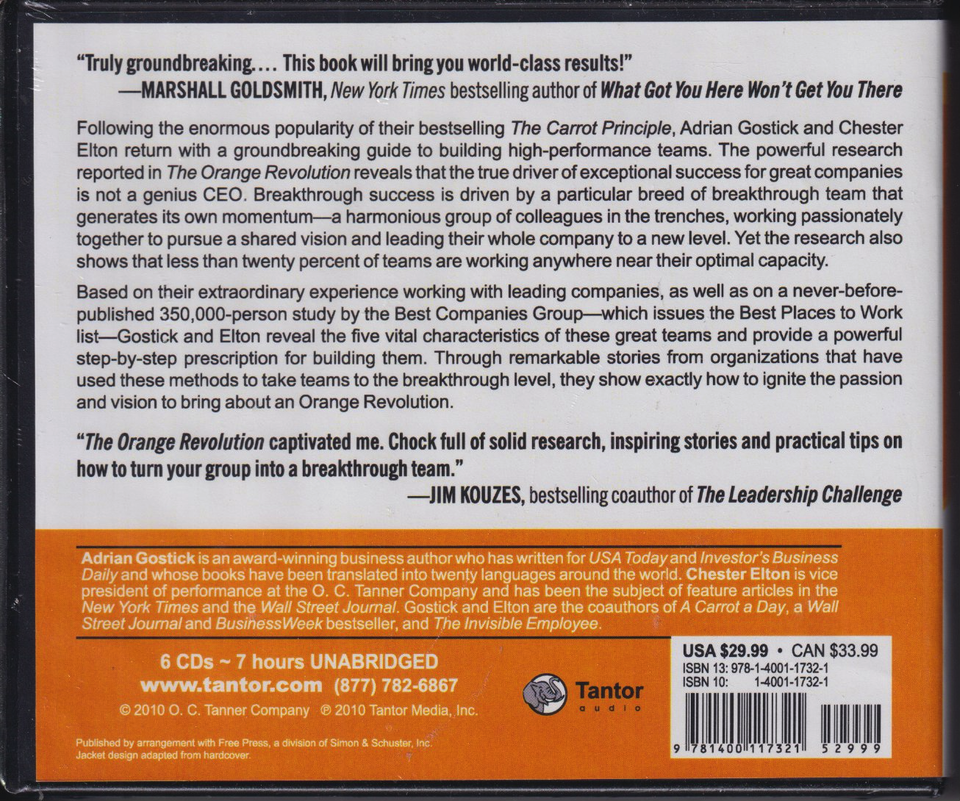 “Truly groundbreaking.... This book will bring you world-class results!”
—MARSHALL GOLDSMITH, New York Times bestselling author of What Got You Here Won’t Get You There
Following the enormous popularity of their bestselling The Carrot Principle, Adrian Gostick and Chester
Elton return with a groundbreaking guide to building high-performance teams. The powerful research
reported in The Orange Revolution reveals that the true driver of exceptional success for great companies
is not a genius CEO. Breakthrough success is driven by a particular breed of breakthrough team that
generates its own momentum—a harmonious group of colleagues in the trenches, working passionately
together to pursue a shared vision and leading their whole company to a new level. Yet the research also
shows that less than twenty percent of teams are working anywhere near their optimal capacity.
Based on their extraordinary experience working with leading companies, as well as on a never-before-
published 350,000-person study by the Best Companies Group—which issues the Best Places to Work
list—Gostick and Elton reveal the five vital characteristics of these great teams and provide a powerful
step-by-step prescription for building them. Through remarkable stories from organizations that have
used these methods to take teams to the breakthrough level, they show exactly how to ignite the passion
and vision to bring about an Orange Revolution.
“The Orange Revolution captivated me. Chock full of solid research, inspiring stories and practical tips on
how to turn your group into a breakthrough team.”
—JIM KOUZES, bestselling coauthor of The Leadership Challenge
Adrian Gostick is an award-winning business author who has written for USA Today and Investor’s Business
Daily and whose books have been translated into twenty languages around the world. Chester Elton is vice
president of performance at the O. C. Tanner Company and has been the subject of feature articles in the
New York Times and the Wall Street Journal. Gostick and Elton are the coauthors of A Carrot a Day, a Wall
Street Journal and BusinessWeek bestseller, and The Invisible Employee.
6 CDs ~ 7 hours UNABRIDGED
www.tantor.com (877) 782-6867
© 2010 O. C. Tanner Company ℗ 2010 Tantor Media, Inc.
Published by arrangement with Free Press, a division of Simon & Schuster, Inc.
Jacket design adapted from hardcover.
Tantor
audio
USA $29.99 • CAN $33.99
ISBN 13: 978-1-4001-1732-1
ISBN 10: 1-4001-1732-1
9 781400 117321 52999